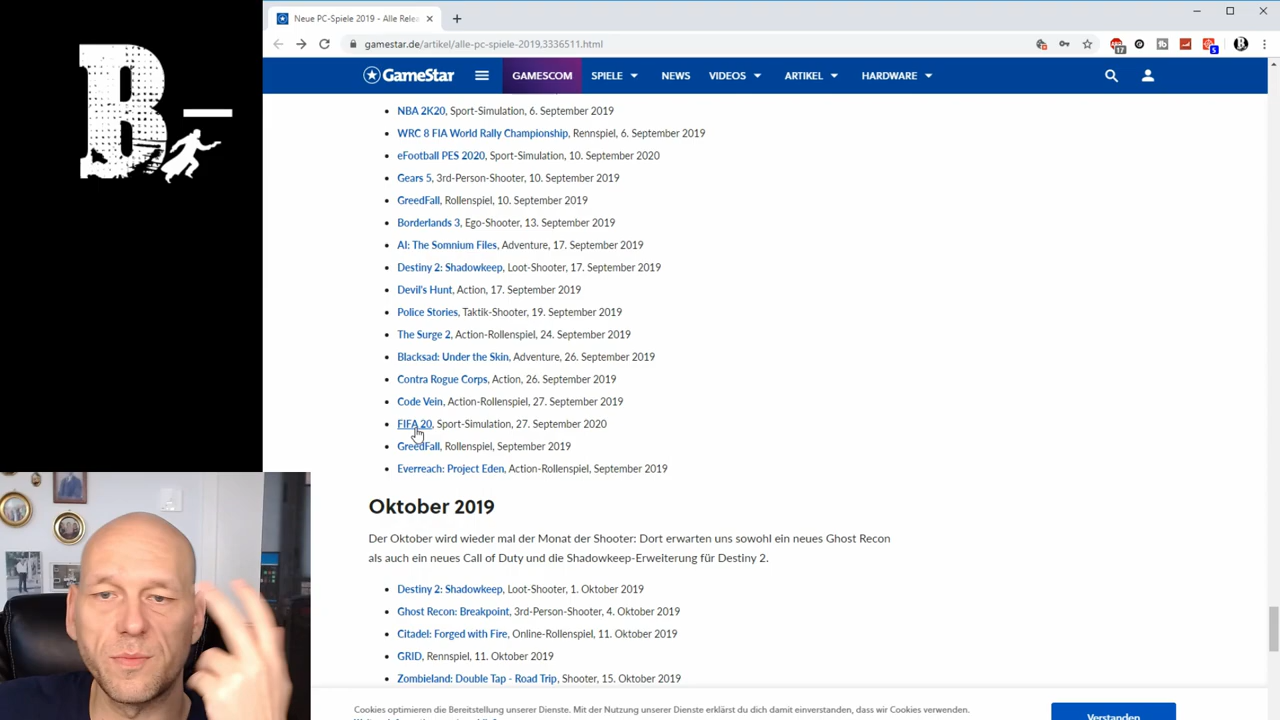 B-
Neue PC-Spiele 2019 - Alle Rele
gamestar.de/artikel/alle-pc-spiele-2019,3336511.html
17
5
GameStar
GAMESCOM
SPIELE
NEWS
VIDEOS
ARTIKEL
HARDWARE
NBA 2K20, Sport-Simulation, 6. September 2019
WRC 8 FIA World Rally Championship, Rennspiel, 6. September 2019
eFootball PES 2020, Sport-Simulation, 10. September 2020
Gears 5, 3rd-Person-Shooter, 10. September 2019
GreedFall, Rollenspiel, 10. September 2019
Borderlands 3, Ego-Shooter, 13. September 2019
AI: The Somnium Files, Adventure, 17. September 2019
Destiny 2: Shadowkeep, Loot-Shooter, 17. September 2019
Devil's Hunt, Action, 17. September 2019
Police Stories, Taktik-Shooter, 19. September 2019
The Surge 2, Action-Rollenspiel, 24. September 2019
Blacksad: Under the Skin, Adventure, 26. September 2019
Contra Rogue Corps, Action, 26. September 2019
Code Vein, Action-Rollenspiel, 27. September 2019
FIFA 20, Sport-Simulation, 27. September 2020
GreedFall, Rollenspiel, September 2019
Everreach: Project Eden, Action-Rollenspiel, September 2019
Oktober 2019
Der Oktober wird wieder mal der Monat der Shooter: Dort erwarten uns sowohl ein neues Ghost Recon
als auch ein neues Call of Duty und die Shadowkeep-Erweiterung für Destiny 2.
Destiny 2: Shadowkeep, Loot-Shooter, 1. Oktober 2019
Ghost Recon: Breakpoint, 3rd-Person-Shooter, 4. Oktober 2019
Citadel: Forged with Fire, Online-Rollenspiel, 11. Oktober 2019
GRID, Rennspiel, 11. Oktober 2019
Zombieland: Double Tap - Road Trip, Shooter, 15. Oktober 2019
Cookies optimieren die Bereitstellung unserer Dienste. Mit der Nutzung unserer Dienste erklärst du dich damit einverstanden, dass wir Cookies verwenden.
Verstanden